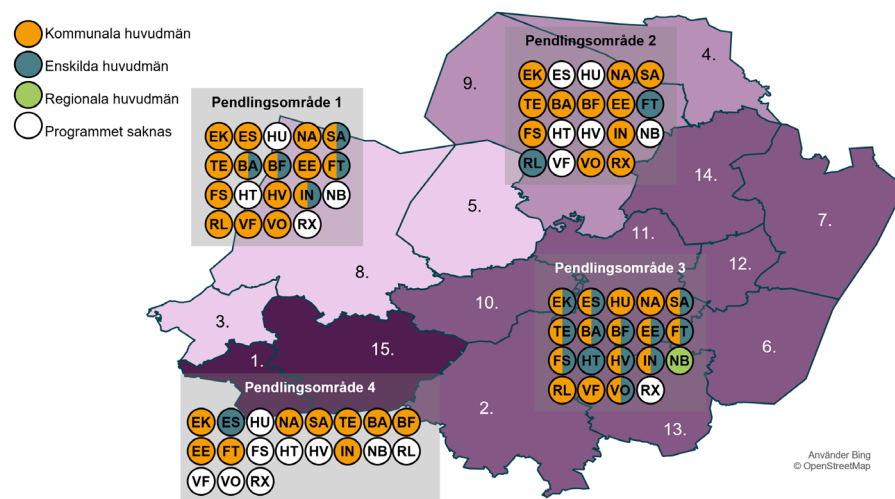 Kommunala huvudmän
Enskilda huvudmän
Regionala huvudmän
Programmet saknas
Pendlingsområde 1
EK ES HU NA SA
TE BA BF EE FT
FS HT HV IN NB
RL VF VO RX
Pendlingsområde 2
EK ES HU NA SA
TE BA BF EE FT
FS HT HV IN NB
RL VF VO RX
4.
9.
14.
5.
7.
11.
8.
12.
Pendlingsområde 3
EK ES HU NA SA
TE BA BF EE FT
FS HT HV IN NB
RL VF VO RX
10.
3.
6.
1.
15.
2.
13.
Pendlingsområde 4
EK ES HU NA SA TE BA BF
EE FT FS HT HV IN NB RL
VF VO RX
Använder Bing
© OpenStreetMap